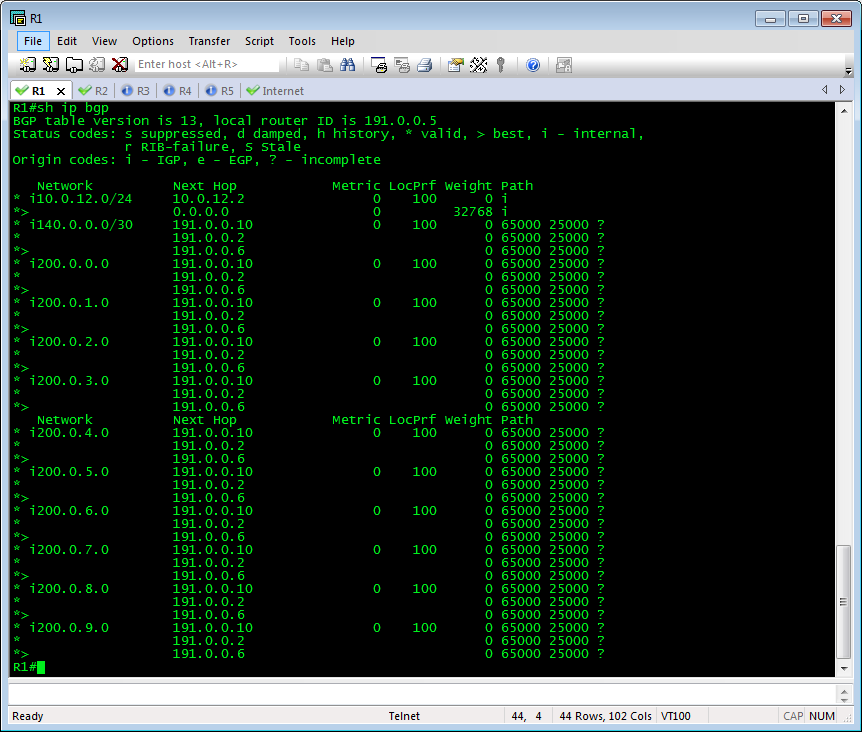 R1
File Edit View Options Transfer Script Tools Help
Enter host <Alt+R>
R1 R2 R3 R4 R5 Internet
R1#sh ip bgp
BGP table version is 13, local router ID is 191.0.0.5
Status codes: s suppressed, d damped, h history, * valid, > best, i - internal,
              r RIB-failure, S Stale
Origin codes: i - IGP, e - EGP, ? - incomplete
   Network          Next Hop            Metric LocPrf Weight Path
* i10.0.12.0/24     10.0.12.2                0    100      0 i
*>                  0.0.0.0                  0         32768 i
* i140.0.0.0/30     191.0.0.10               0    100      0 65000 25000 ?
*                   191.0.0.2                              0 65000 25000 ?
*>                  191.0.0.6                              0 65000 25000 ?
* i200.0.0.0        191.0.0.10               0    100      0 65000 25000 ?
*                   191.0.0.2                              0 65000 25000 ?
*>                  191.0.0.6                              0 65000 25000 ?
* i200.0.1.0        191.0.0.10               0    100      0 65000 25000 ?
*                   191.0.0.2                              0 65000 25000 ?
*>                  191.0.0.6                              0 65000 25000 ?
* i200.0.2.0        191.0.0.10               0    100      0 65000 25000 ?
*                   191.0.0.2                              0 65000 25000 ?
*>                  191.0.0.6                              0 65000 25000 ?
* i200.0.3.0        191.0.0.10               0    100      0 65000 25000 ?
*                   191.0.0.2                              0 65000 25000 ?
*>                  191.0.0.6                              0 65000 25000 ?
   Network          Next Hop            Metric LocPrf Weight Path
* i200.0.4.0        191.0.0.10               0    100      0 65000 25000 ?
*                   191.0.0.2                              0 65000 25000 ?
*>                  191.0.0.6                              0 65000 25000 ?
* i200.0.5.0        191.0.0.10               0    100      0 65000 25000 ?
*                   191.0.0.2                              0 65000 25000 ?
*>                  191.0.0.6                              0 65000 25000 ?
* i200.0.6.0        191.0.0.10               0    100      0 65000 25000 ?
*                   191.0.0.2                              0 65000 25000 ?
*>                  191.0.0.6                              0 65000 25000 ?
* i200.0.7.0        191.0.0.10               0    100      0 65000 25000 ?
*                   191.0.0.2                              0 65000 25000 ?
*>                  191.0.0.6                              0 65000 25000 ?
* i200.0.8.0        191.0.0.10               0    100      0 65000 25000 ?
*                   191.0.0.2                              0 65000 25000 ?
*>                  191.0.0.6                              0 65000 25000 ?
* i200.0.9.0        191.0.0.10               0    100      0 65000 25000 ?
*                   191.0.0.2                              0 65000 25000 ?
*>                  191.0.0.6                              0 65000 25000 ?
R1#
Ready Telnet 44, 4 44 Rows, 102 Cols VT100 CAP NUM